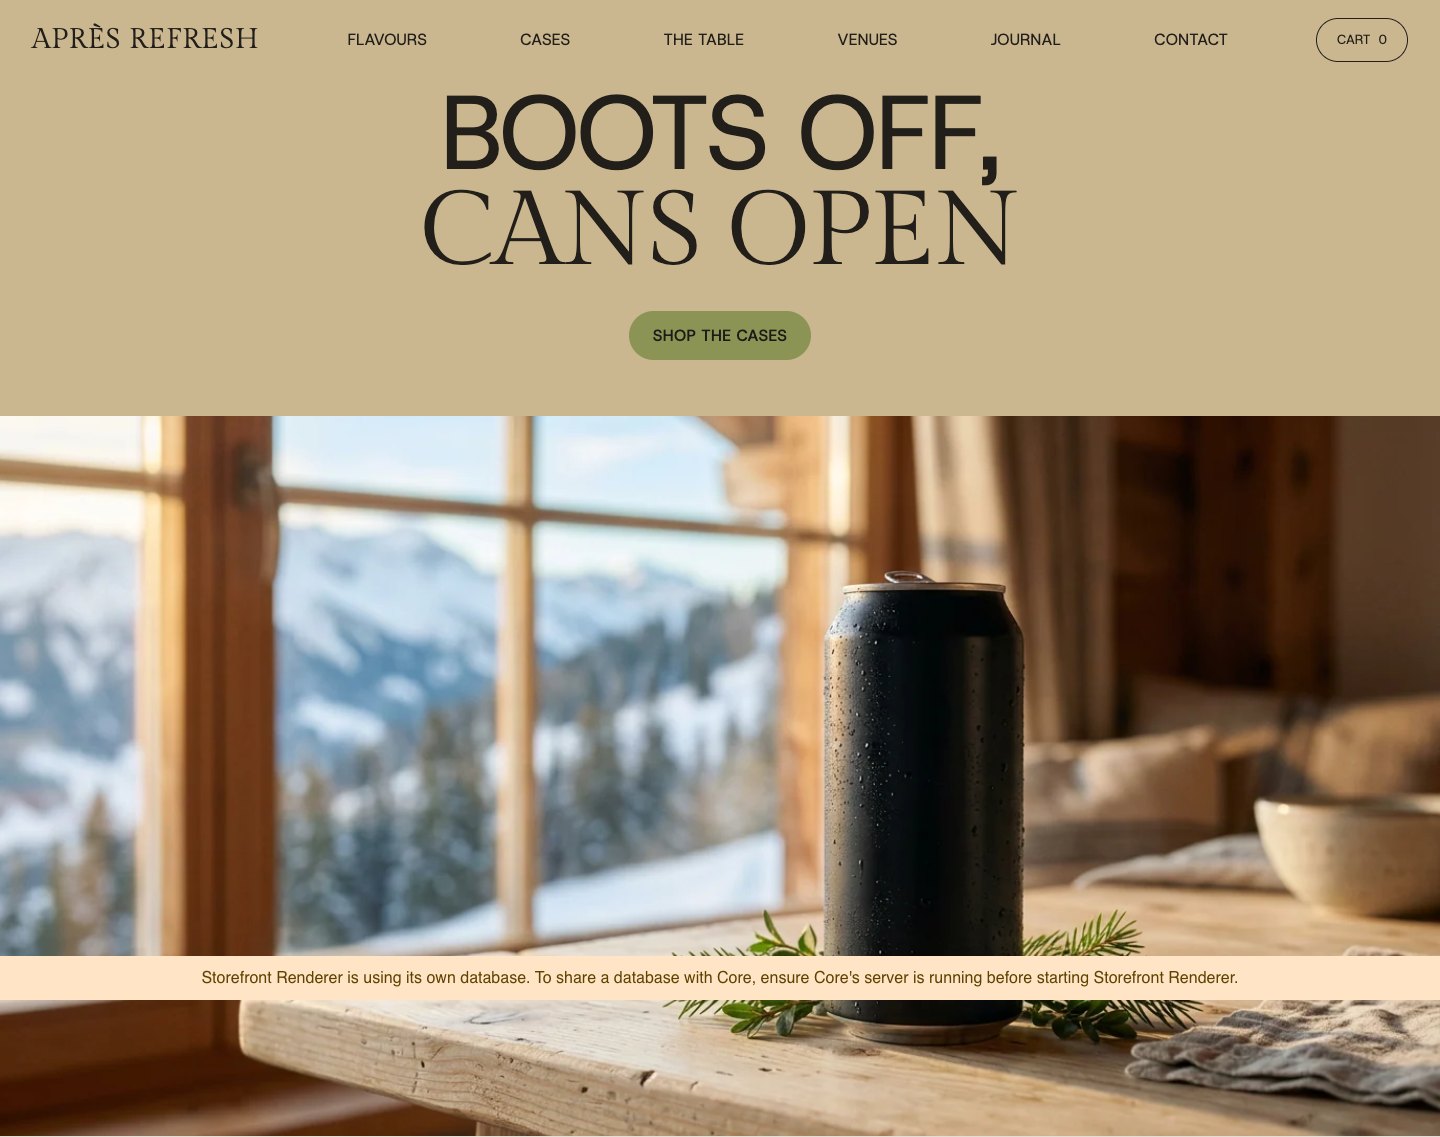 APRÈS REFRESH
FLAVOURS
CASES
THE TABLE
VENUES
JOURNAL
CONTACT
CART 0
BOOTS OFF,
CANS OPEN
SHOP THE CASES
Storefront Renderer is using its own database. To share a database with Core, ensure Core's server is running before starting Storefront Renderer.